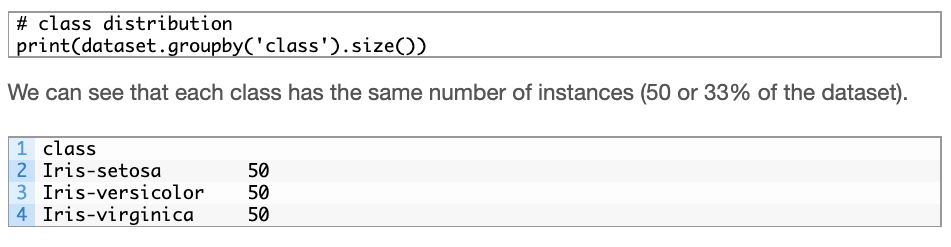 # class distribution
print(dataset.groupby('class').size())
We can see that each class has the same number of instances (50 or 33% of the dataset).
1 class
2 Iris-setosa 50
3 Iris-versicolor 50
4 Iris-virginica 50